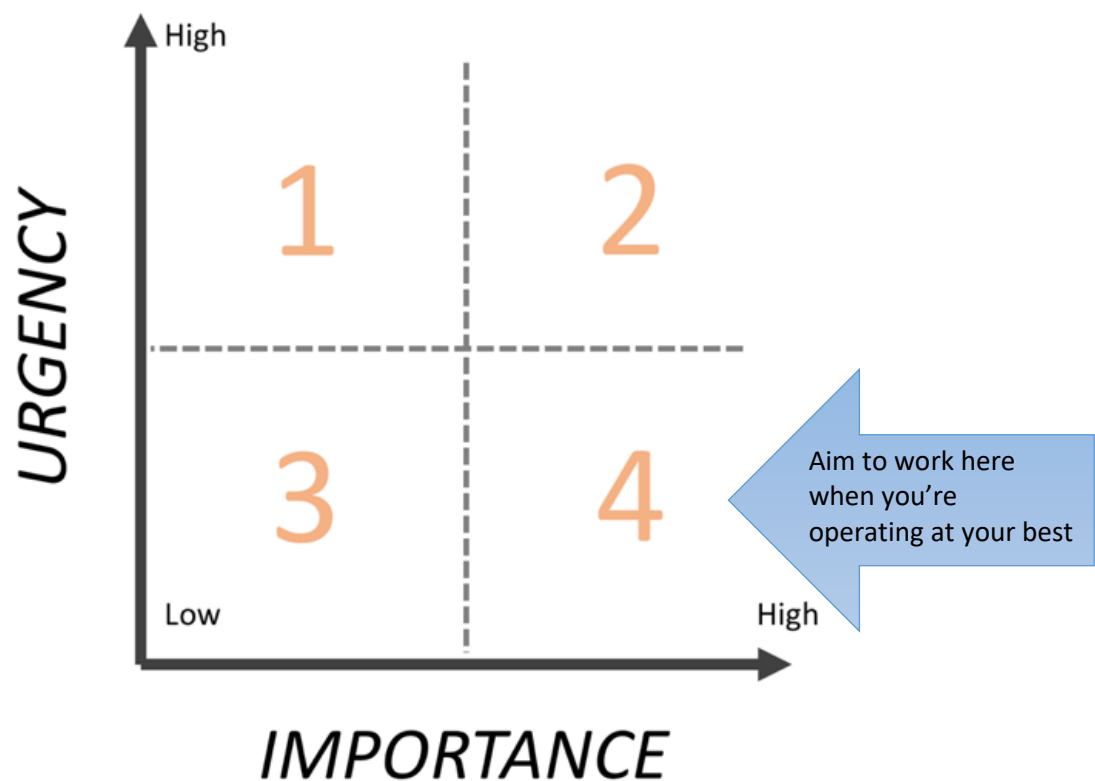 High
URGENCY
1
2
3
4
Aim to work here
when you’re
operating at your best
Low
High
IMPORTANCE